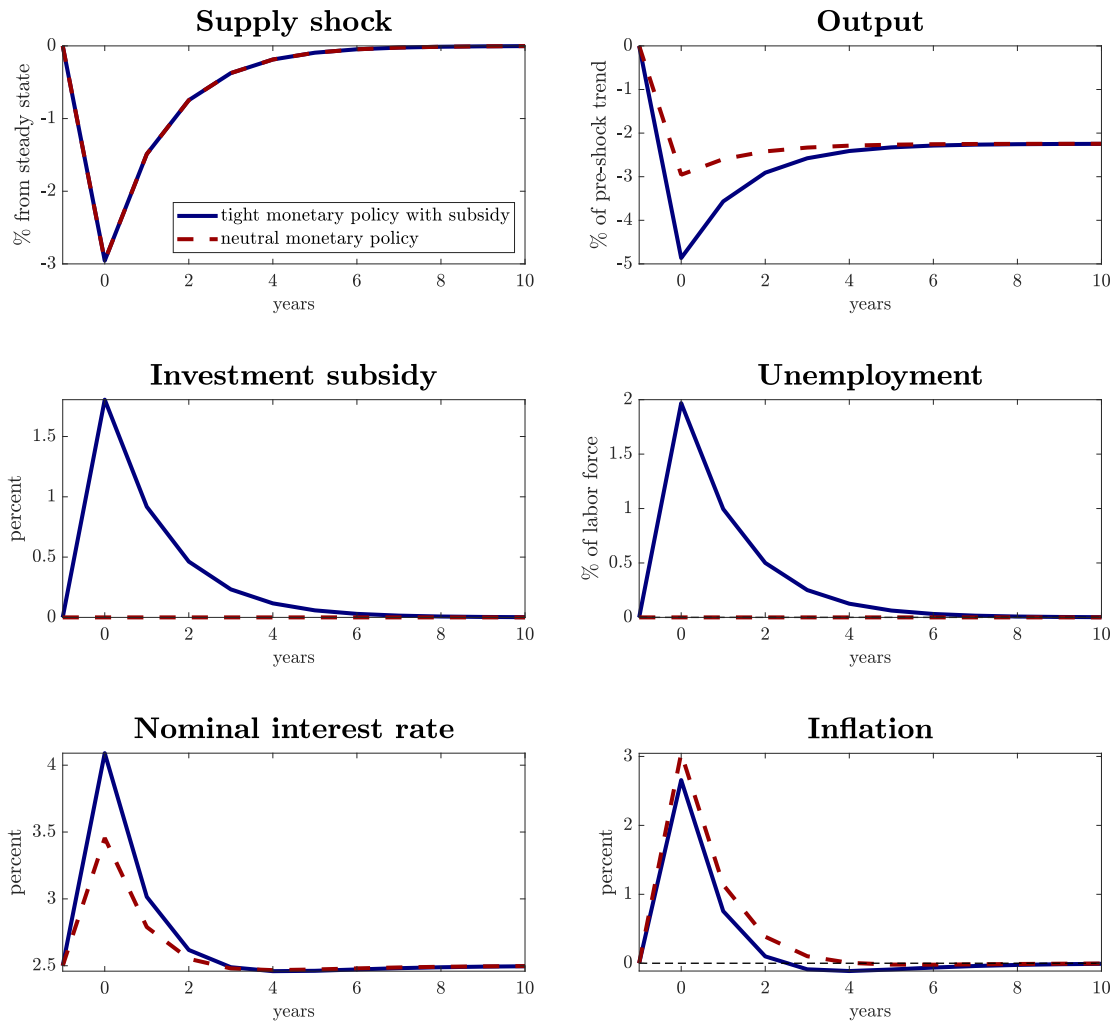 Supply shock
0
-1
-2
-3
% from steady state
tight monetary policy with subsidy
neutral monetary policy
0 2 4 6 8 10
years
Output
0
-1
-2
-3
-4
-5
% of pre-shock trend
0 2 4 6 8 10
years
Investment subsidy
1.5
1
0.5
0
percent
0 2 4 6 8 10
years
Unemployment
2
1.5
1
0.5
0
% of labor force
0 2 4 6 8 10
years
Nominal interest rate
4
3.5
3
2.5
percent
0 2 4 6 8 10
years
Inflation
3
2
1
0
percent
0 2 4 6 8 10
years